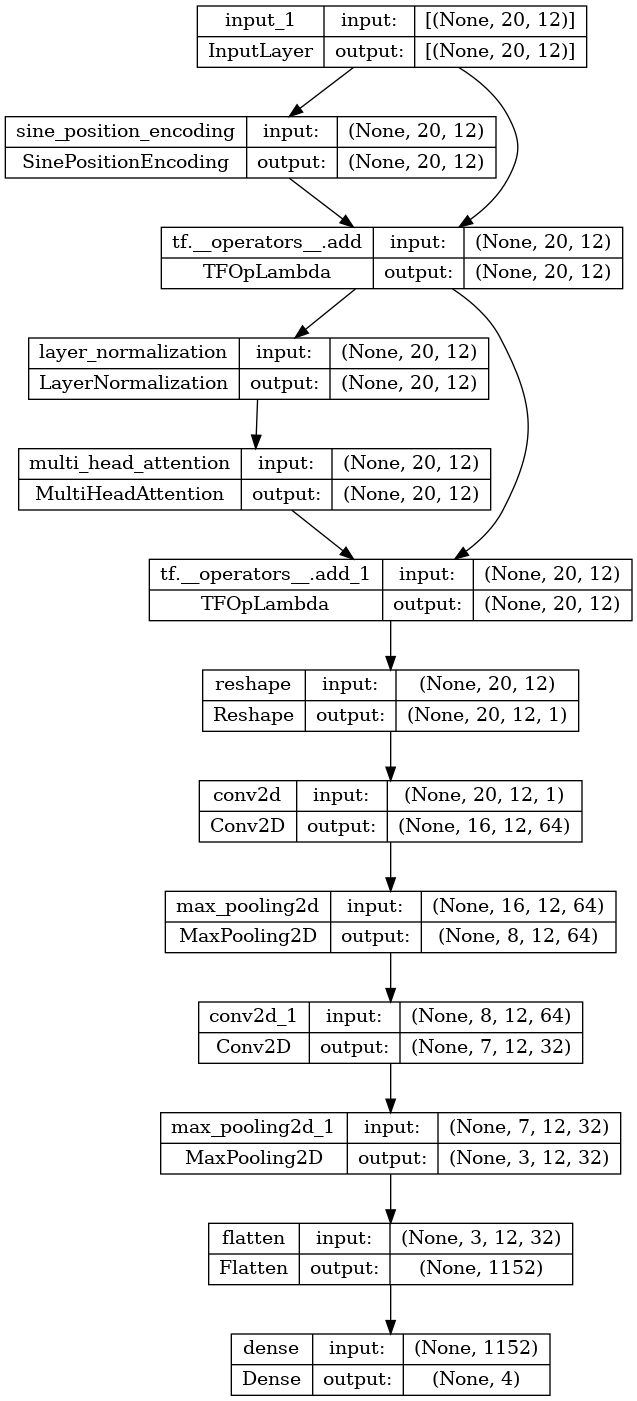 input_1 input: [(None, 20, 12)]
InputLayer output: [(None, 20, 12)]
sine_position_encoding input: (None, 20, 12)
SinePositionEncoding output: (None, 20, 12)
tf.__operators__.add input: (None, 20, 12)
TFOpLambda output: (None, 20, 12)
layer_normalization input: (None, 20, 12)
LayerNormalization output: (None, 20, 12)
multi_head_attention input: (None, 20, 12)
MultiHeadAttention output: (None, 20, 12)
tf.__operators__.add_1 input: (None, 20, 12)
TFOpLambda output: (None, 20, 12)
reshape input: (None, 20, 12)
Reshape output: (None, 20, 12, 1)
conv2d input: (None, 20, 12, 1)
Conv2D output: (None, 16, 12, 64)
max_pooling2d input: (None, 16, 12, 64)
MaxPooling2D output: (None, 8, 12, 64)
conv2d_1 input: (None, 8, 12, 64)
Conv2D output: (None, 7, 12, 32)
max_pooling2d_1 input: (None, 7, 12, 32)
MaxPooling2D output: (None, 3, 12, 32)
flatten input: (None, 3, 12, 32)
Flatten output: (None, 1152)
dense input: (None, 1152)
Dense output: (None, 4)